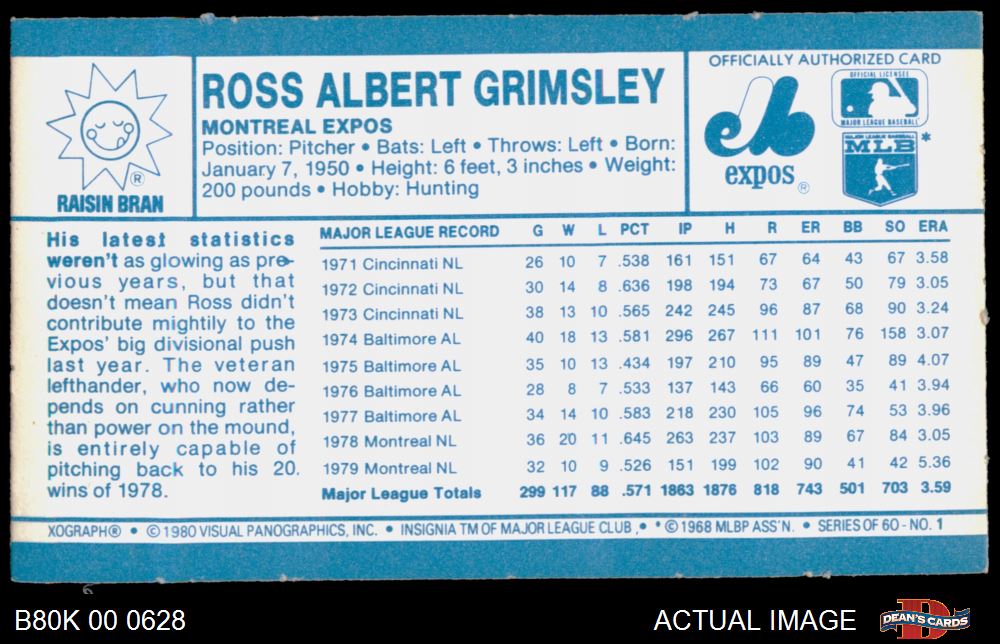 RAISIN BRAN
®
ROSS ALBERT GRIMSLEY
MONTREAL EXPOS
Position: Pitcher • Bats: Left • Throws: Left • Born:
January 7, 1950 • Height: 6 feet, 3 inches • Weight:
200 pounds • Hobby: Hunting
OFFICIALLY AUTHORIZED CARD
expos ®
OFFICIAL LICENSEE
MAJOR LEAGUE BASEBALL
MAJOR LEAGUE BASEBALL
MLB *
His latest statistics
weren't as glowing as pre-
vious years, but that
doesn't mean Ross didn't
contribute mightily to the
Expos' big divisional push
last year. The veteran
lefthander, who now de-
pends on cunning rather
than power on the mound,
is entirely capable of
pitching back to his 20.
wins of 1978.
MAJOR LEAGUE RECORD G W L PCT IP H R ER BB SO ERA
1971 Cincinnati NL 26 10 7 .538 161 151 67 64 43 67 3.58
1972 Cincinnati NL 30 14 8 .636 198 194 73 67 50 79 3.05
1973 Cincinnati NL 38 13 10 .565 242 245 96 87 68 90 3.24
1974 Baltimore AL 40 18 13 .581 296 267 111 101 76 158 3.07
1975 Baltimore AL 35 10 13 .434 197 210 95 89 47 89 4.07
1976 Baltimore AL 28 8 7 .533 137 143 66 60 35 41 3.94
1977 Baltimore AL 34 14 10 .583 218 230 105 96 74 53 3.96
1978 Montreal NL 36 20 11 .645 263 237 103 89 67 84 3.05
1979 Montreal NL 32 10 9 .526 151 199 102 90 41 42 5.36
Major League Totals 299 117 88 .571 1863 1876 818 743 501 703 3.59
XOGRAPH® • © 1980 VISUAL PANOGRAPHICS, INC. • INSIGNIA TM OF MAJOR LEAGUE CLUB , • * © 1968 MLBP ASS'N. • SERIES OF 60 - NO. 1
B80K 00 0628
ACTUAL IMAGE
DEAN'S CARDS